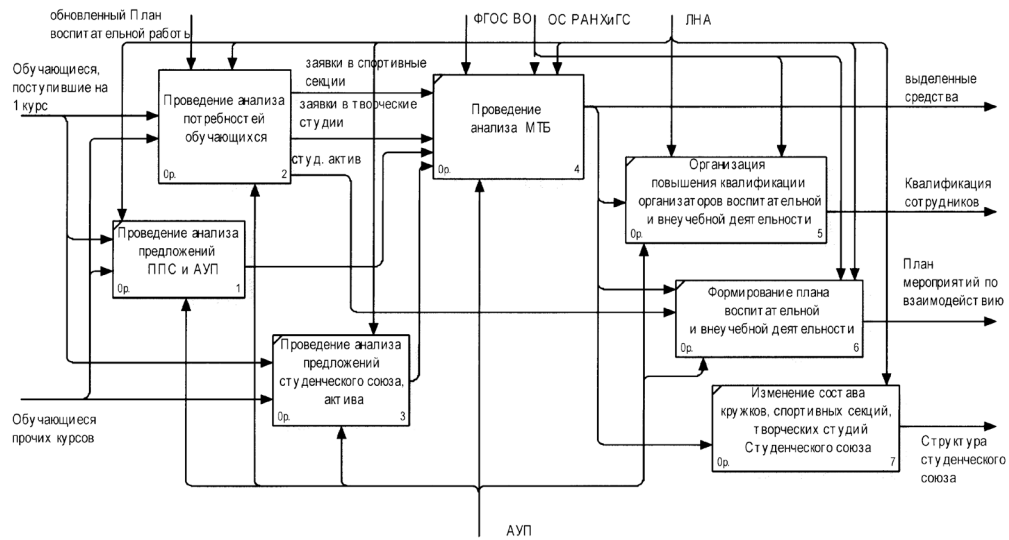 обновленный План
воспитательной работь
ФГОС ВО
ОС РАНХиГС
ЛНА
Обучающиеся,
поступившие на
1 курс
заявки в спортивные
секции
заявки в творческие
студии
студ. актив
Проведение анализа
потребностей
обучающихся
0р.
2
Проведение
анализа МТБ
0р.
4
выделенные
средства
Организация
повышения квалификации
организаторов воспитательной
и внеучебной деятельности
0р.
5
Квалификация
сотрудников
Проведение анализа
предложений
ППС и АУП
0р.
1
Формирование плана
воспитательной
и внеучебной деятельности
0р.
6
План
мероприятий по
взаимодействию
Проведение анализа
предложений
студенческого союза,
актива
0р.
3
Изменение состава
кружков, спортивных секций,
творческих студий
Студенческого союза
0р.
7
Обучающиеся
прочих курсов
Структура
студенческого
союза
АУП